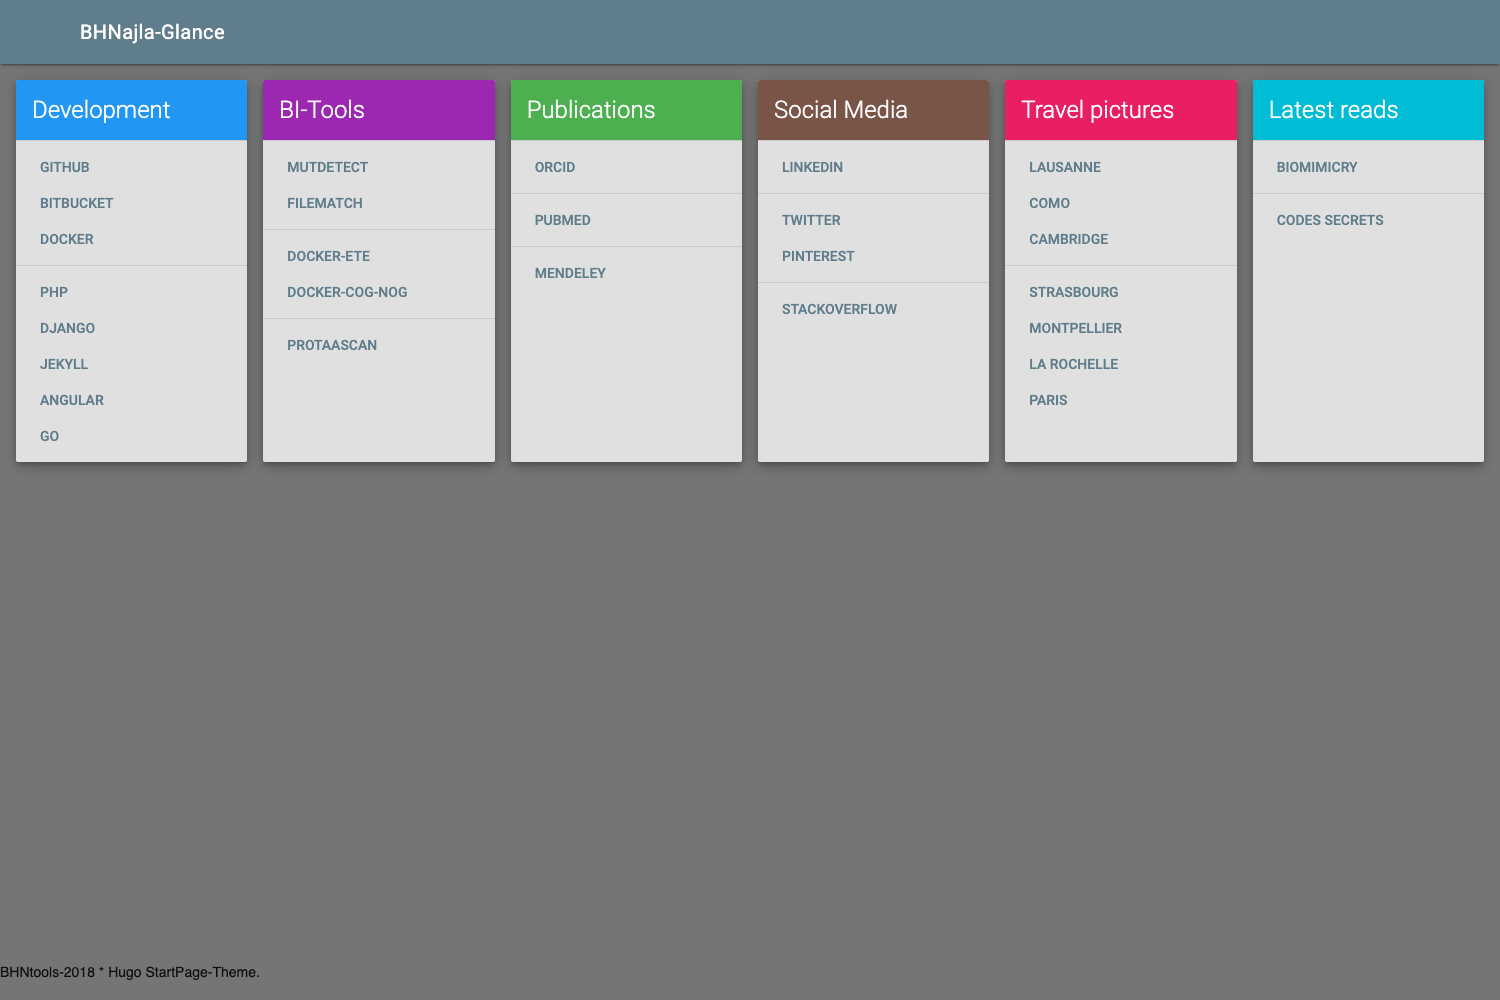 BHNajla-Glance
Development
GITHUB
BITBUCKET
DOCKER
PHP
DJANGO
JEKYLL
ANGULAR
GO
BI-Tools
MUTDETECT
FILEMATCH
DOCKER-ETE
DOCKER-COG-NOG
PROTAASCAN
Publications
ORCID
PUBMED
MENDELEY
Social Media
LINKEDIN
TWITTER
PINTEREST
STACKOVERFLOW
Travel pictures
LAUSANNE
COMO
CAMBRIDGE
STRASBOURG
MONTPELLIER
LA ROCHELLE
PARIS
Latest reads
BIOMIMICRY
CODES SECRETS
BHNtools-2018 * Hugo StartPage-Theme.